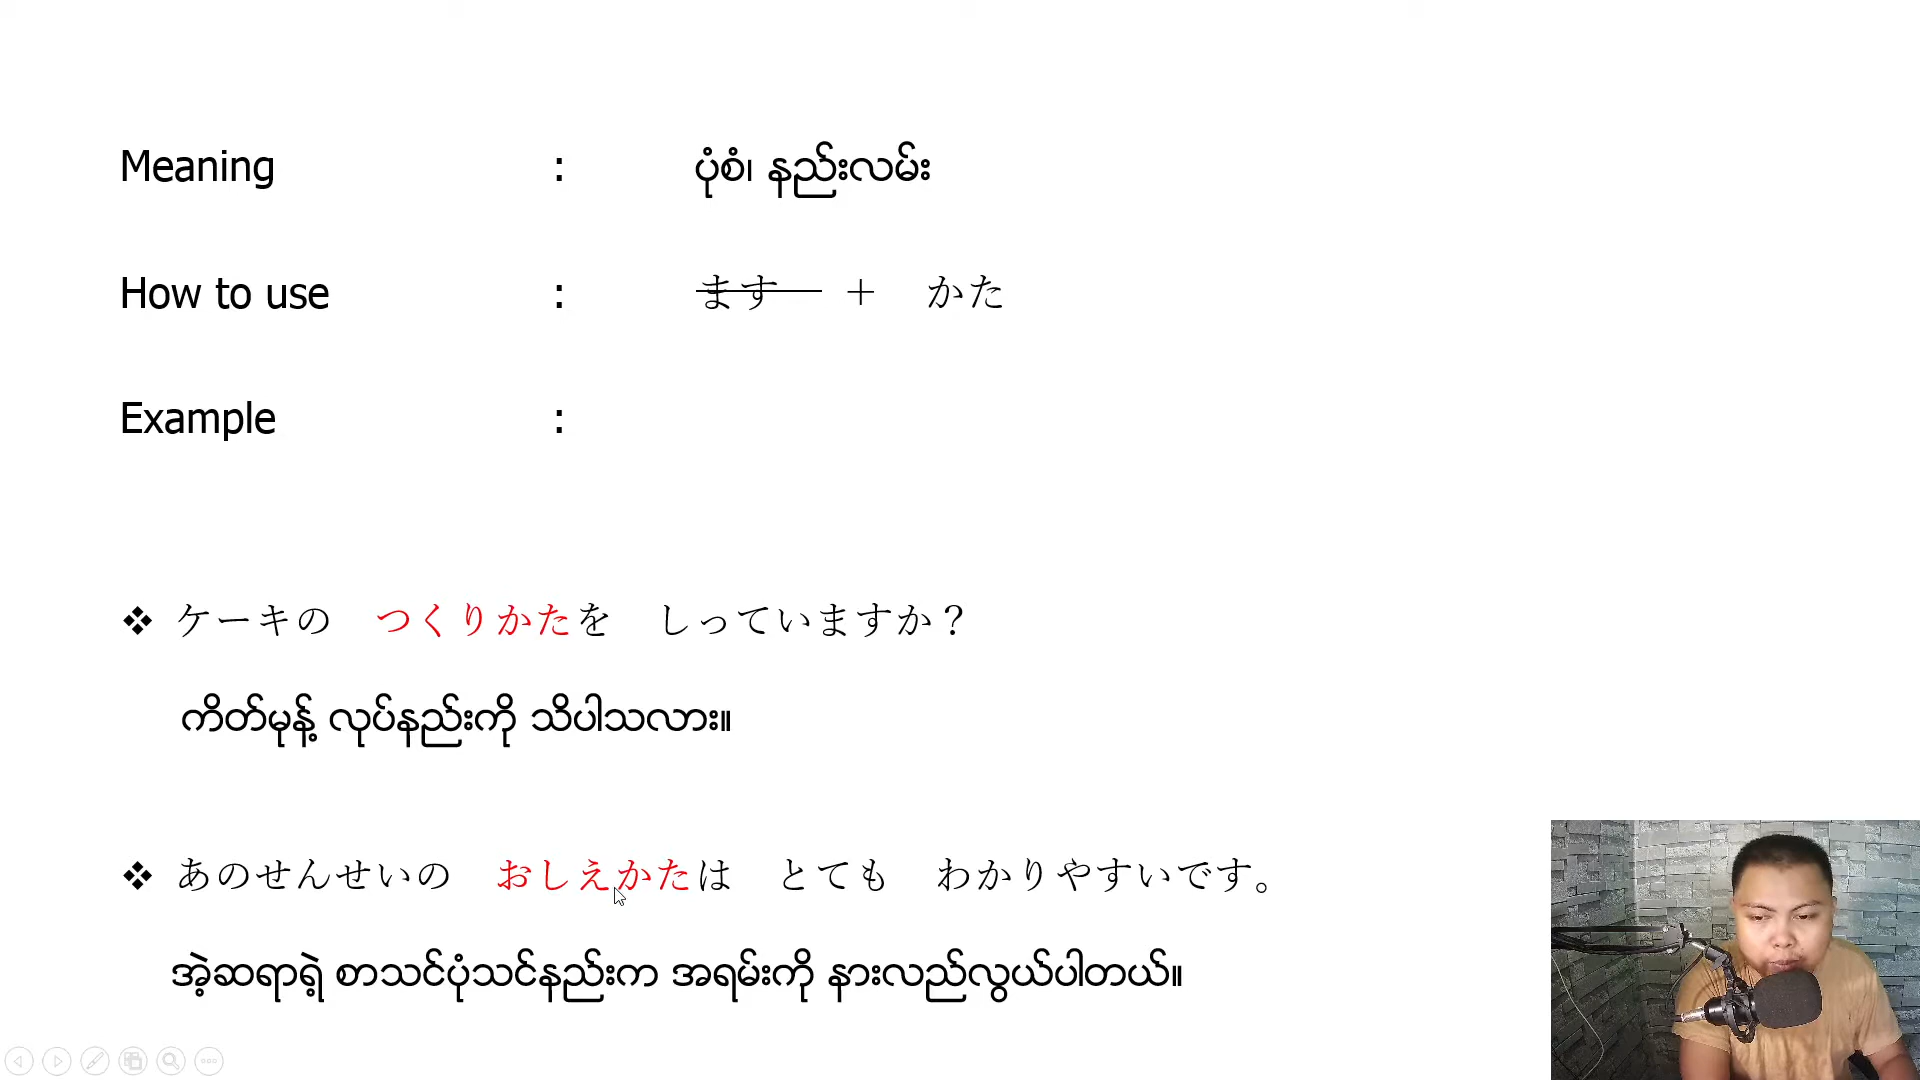 Meaning : ပုံစံ၊ နည်းလမ်း
How to use : ます ＋ かた
Example :
❖ ケーキの つくりかたを しっていますか？
ကိတ်မုန့် လုပ်နည်းကို သိပါသလား။
❖ あのせんせいの おしえかたは とても わかりやすいです。
အဲ့ဆရာရဲ့ စာသင်ပုံသင်နည်းက အရမ်းကို နားလည်လွယ်ပါတယ်။